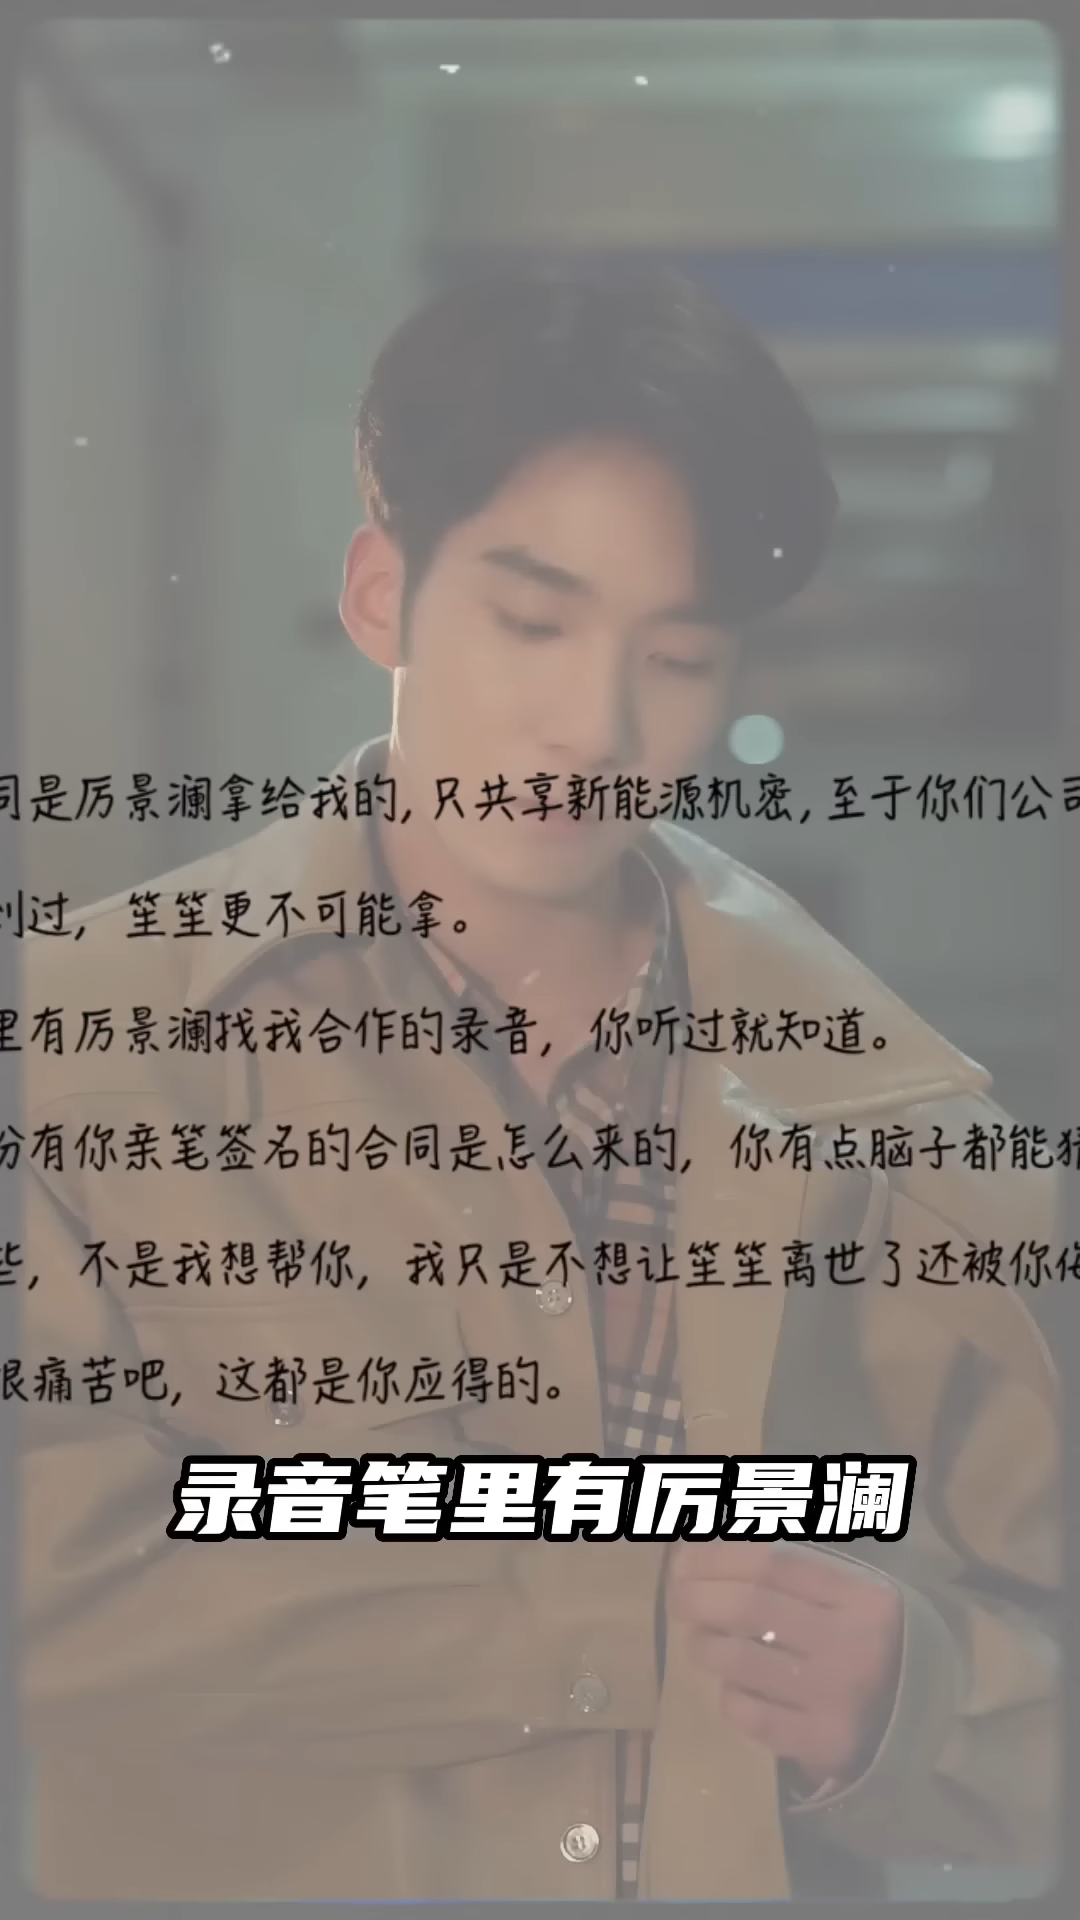 同是厉景澜拿给我的,只共享新能源机密,至于你们公司
到过,笙笙更不可能拿。
里有厉景澜找我合作的录音,你听过就知道。
份有你亲笔签名的合同是怎么来的,你有点脑子都能猜
些,不是我想帮你,我只是不想让笙笙离世了还被你侮
很痛苦吧,这都是你应得的。
录音笔里有厉景澜